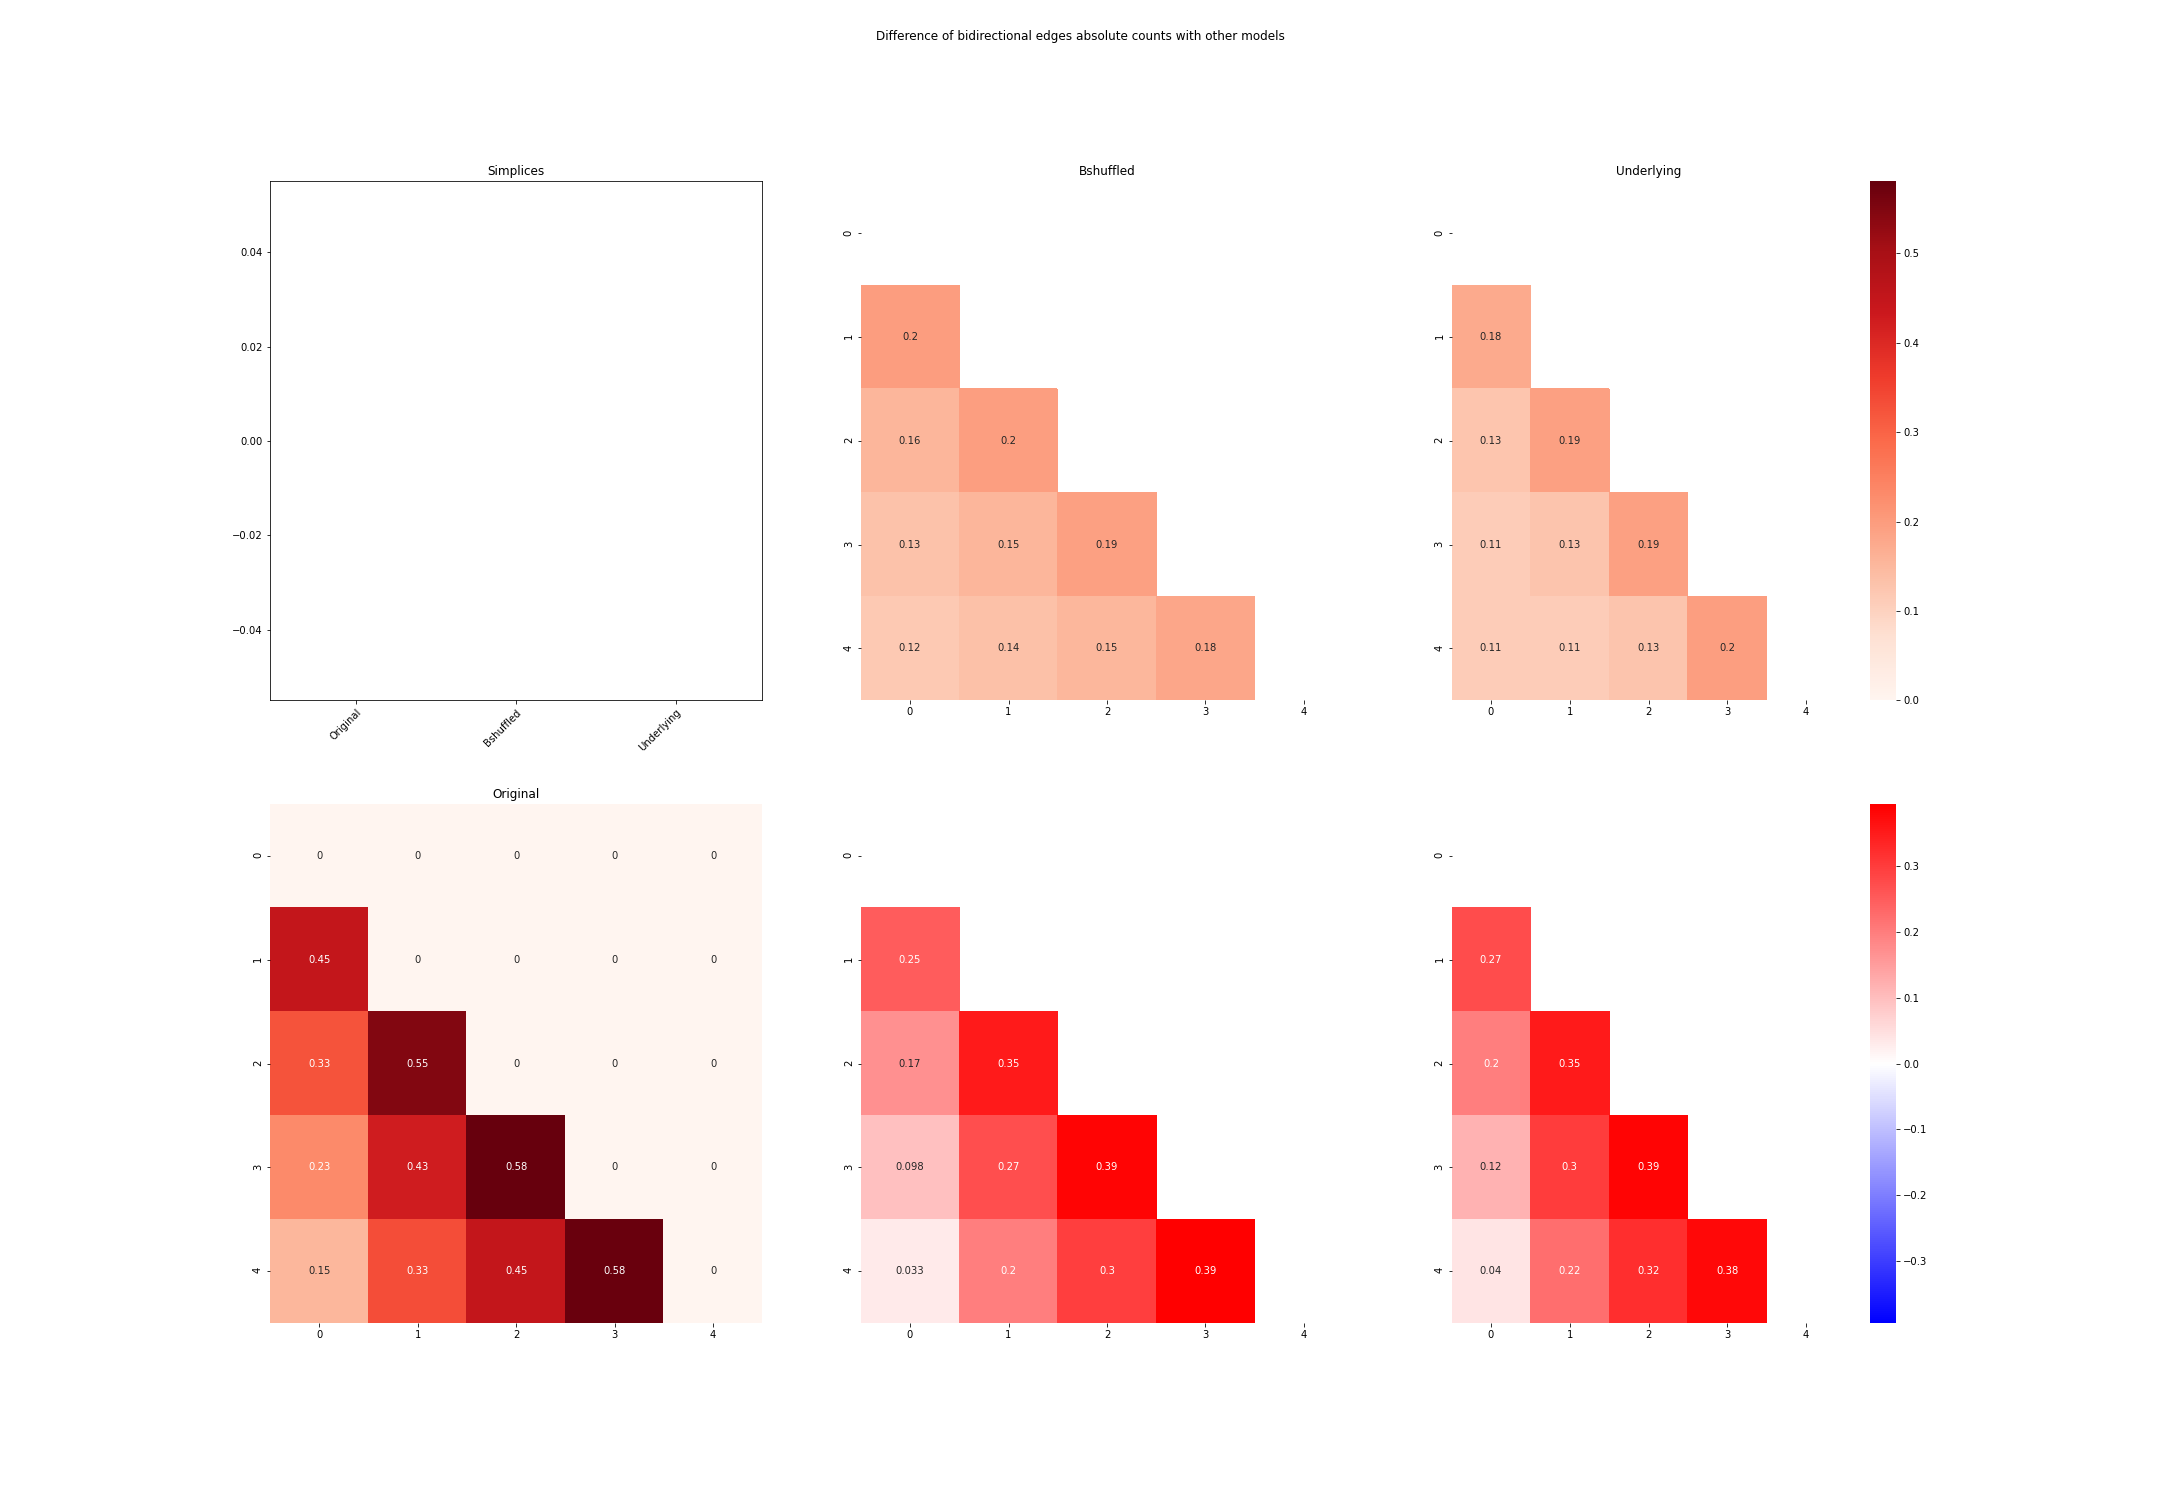 Difference of bidirectional edges absolute counts with other models
Simplices
0.04
0.02
0.00
−0.02
−0.04
Original
Bshuffled
Underlying
Bshuffled
0
1
0.2
2
0.16 0.2
3
0.13 0.15 0.19
4
0.12 0.14 0.15 0.18
0 1 2 3 4
Underlying
0
1
0.18
2
0.13 0.19
3
0.11 0.13 0.19
4
0.11 0.11 0.13 0.2
0 1 2 3 4
0.5
0.4
0.3
0.2
0.1
0.0
Original
0
0 0 0 0 0
1
0.45 0 0 0 0
2
0.33 0.55 0 0 0
3
0.23 0.43 0.58 0 0
4
0.15 0.33 0.45 0.58 0
0 1 2 3 4
0
1
0.25
2
0.17 0.35
3
0.098 0.27 0.39
4
0.033 0.2 0.3 0.39
0 1 2 3 4
0
1
0.27
2
0.2 0.35
3
0.12 0.3 0.39
4
0.04 0.22 0.32 0.38
0 1 2 3 4
0.3
0.2
0.1
0.0
−0.1
−0.2
−0.3